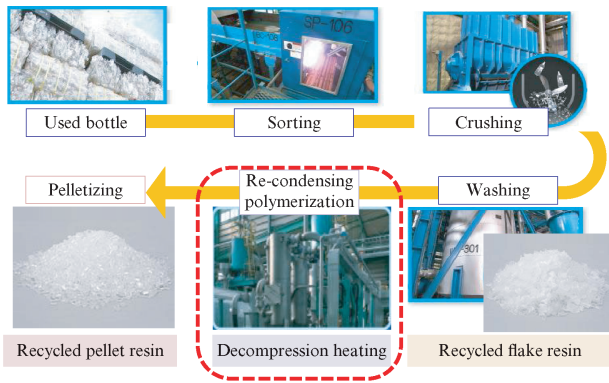 SP-106
Used bottle
Sorting
Crushing
Pelletizing
Re-condensing
polymerization
Washing
301
Recycled pellet resin
Decompression heating
Recycled flake resin